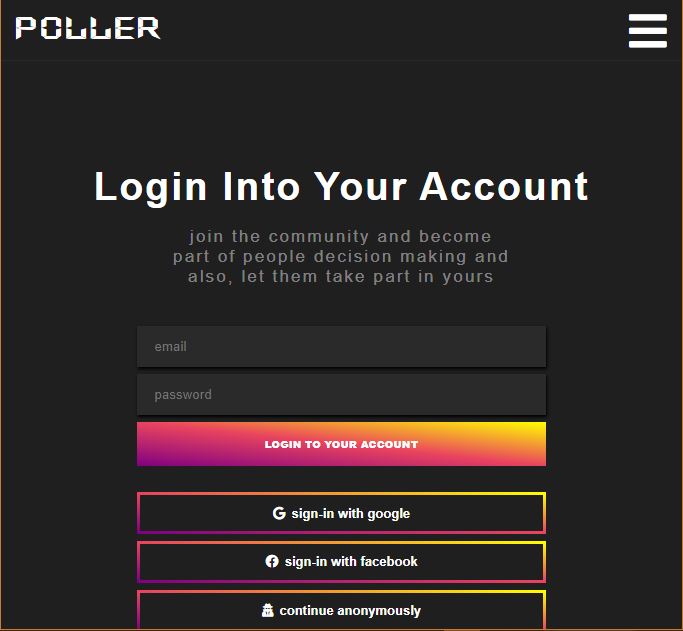 POLLER
Login Into Your Account
join the community and become
part of people decision making and
also, let them take part in yours
email
password
LOGIN TO YOUR ACCOUNT
sign-in with google
sign-in with facebook
continue anonymously